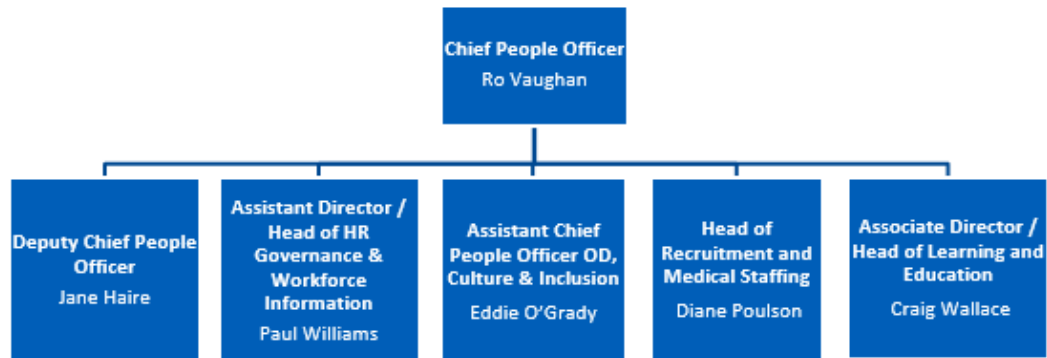 Chief People Officer
Ro Vaughan
Deputy Chief People
Officer
Jane Haire
Assistant Director /
Head of HR
Governance &
Workforce
Information
Paul Williams
Assistant Chief
People Officer OD,
Culture & Inclusion
Eddie O'Grady
Head of
Recruitment and
Medical Staffing
Diane Poulson
Associate Director /
Head of Learning and
Education
Craig Wallace